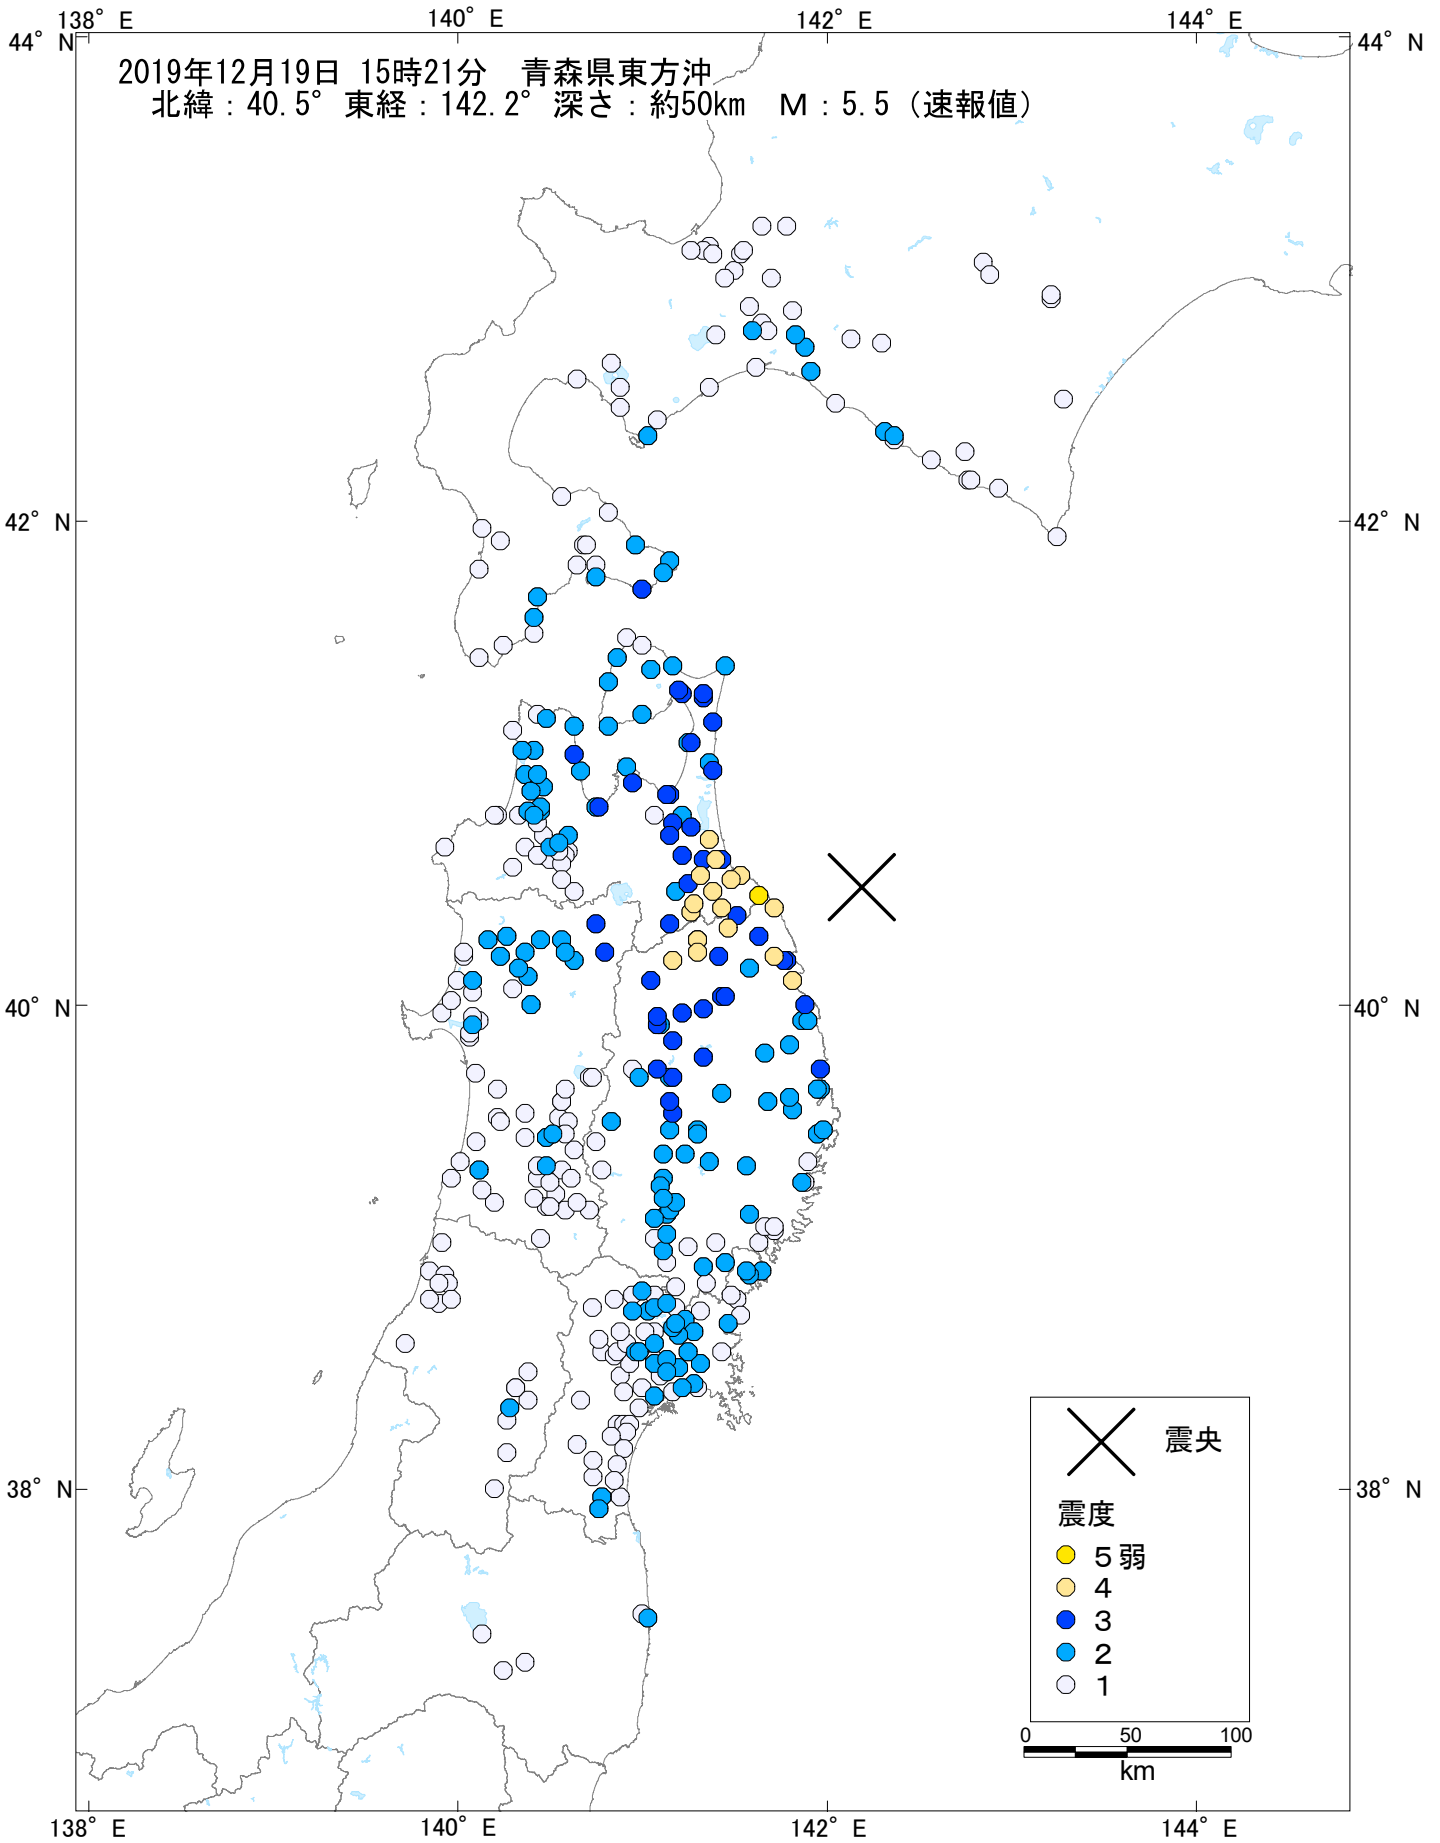 138° E 140° E 142° E 144° E
44° N 44° N
2019年12月19日 15時21分 青森県東方沖
北緯：40.5° 東経：142.2° 深さ：約50km M：5.5（速報値）
42° N 42° N
40° N 40° N
震央
38° N 38° N
震度
５弱
４
３
２
１
0 50 100
km
138° E 140° E 142° E 144° E